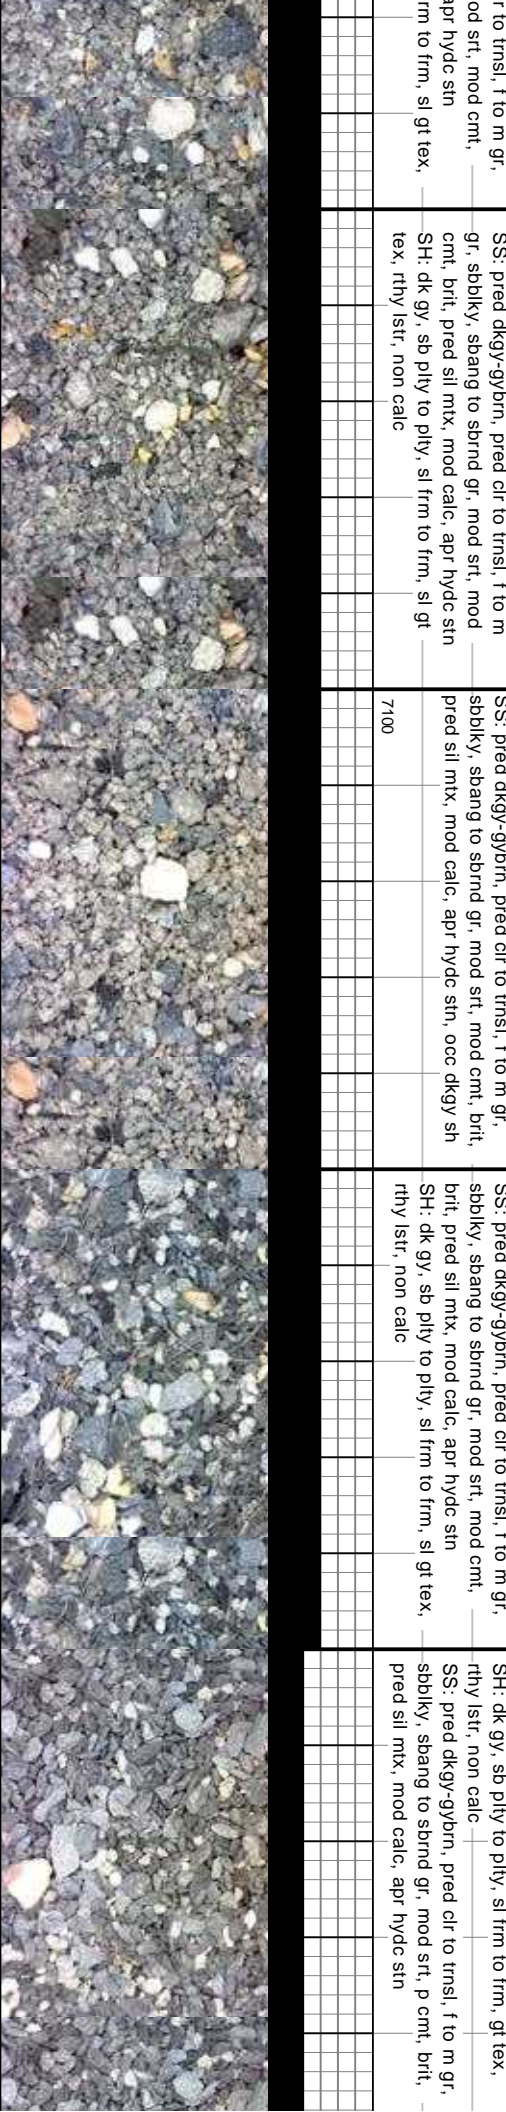 r to trnsl, f to m gr,
od srt, mod cmt,
apr hydc stn
rm to frm, sl gt tex,
SS: pred dkgy-gybrn, pred clr to trnsl, f to m
gr, sbblky, sbang to sbrnd gr, mod srt, mod
cmt, brit, pred sil mtx, mod calc, apr hydc stn
SH: dk gy, sb plty to plty, sl frm to frm, sl gt
tex, rthy lstr, non calc
SS: pred dkgy-gybrn, pred clr to trnsl, f to m gr,
sbblky, sbang to sbrnd gr, mod srt, mod cmt, brit,
pred sil mtx, mod calc, apr hydc stn, occ dkgy sh
7100
SS: pred dkgy-gybrn, pred clr to trnsl, f to m gr,
sbblky, sbang to sbrnd gr, mod srt, mod cmt,
brit, pred sil mtx, mod calc, apr hydc stn
SH: dk gy, sb plty to plty, sl frm to frm, sl gt tex,
rthy lstr, non calc
SH: dk gy, sb plty to plty, sl frm to frm, gt tex,
rthy lstr, non calc
SS: pred dkgy-gybrn, pred clr to trnsl, f to m gr,
sbblky, sbang to sbrnd gr, mod srt, p cmt, brit,
pred sil mtx, mod calc, apr hydc stn